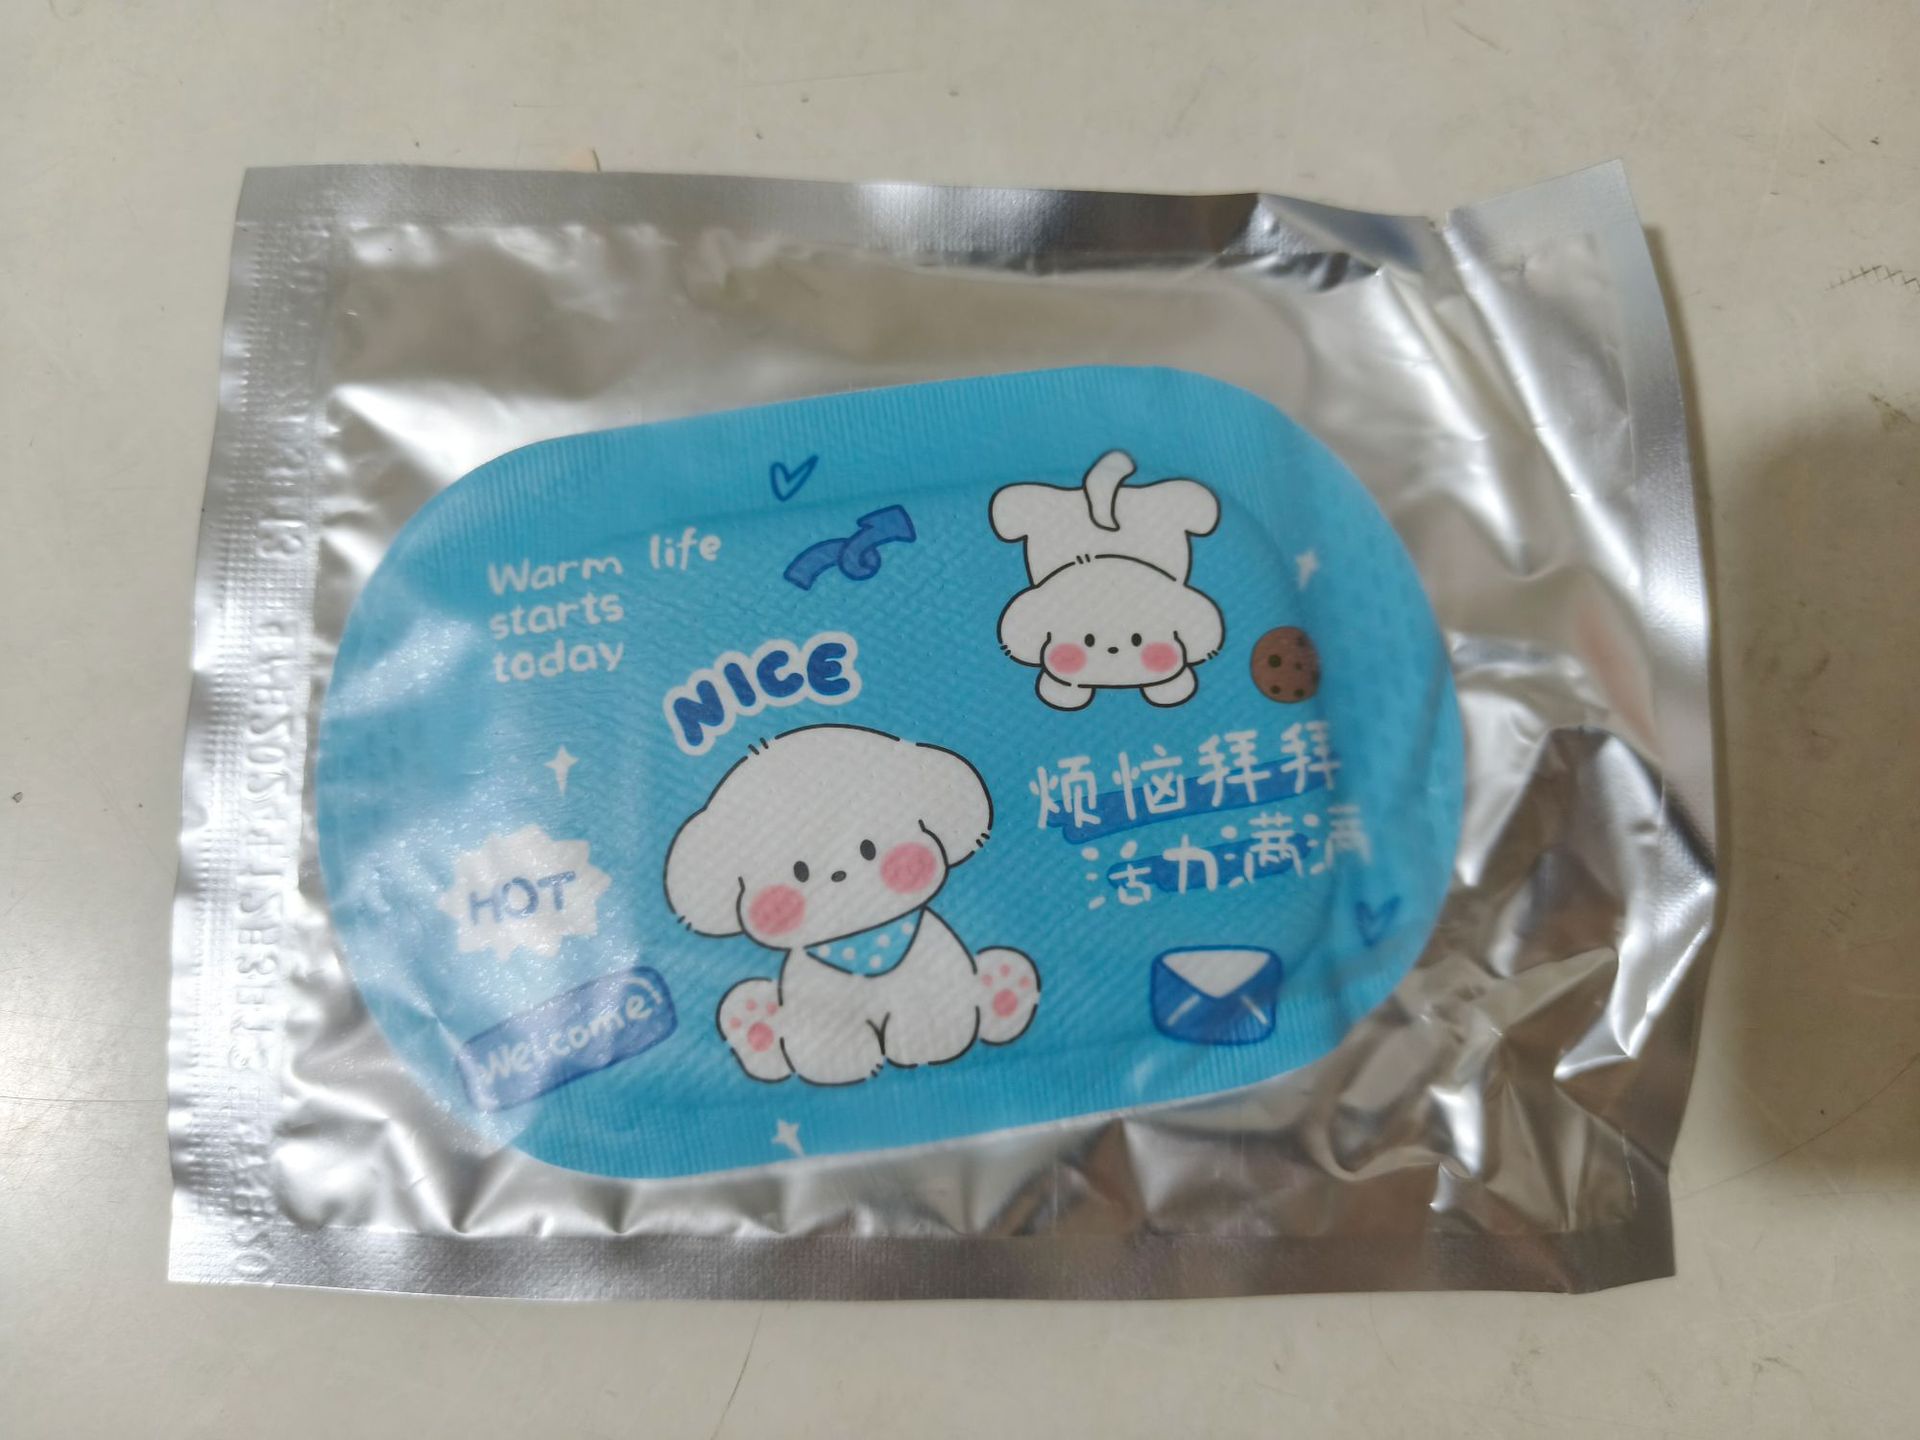 Warm life
starts
today
NICE
烦恼拜拜
活力满满
HOT
Welcome!